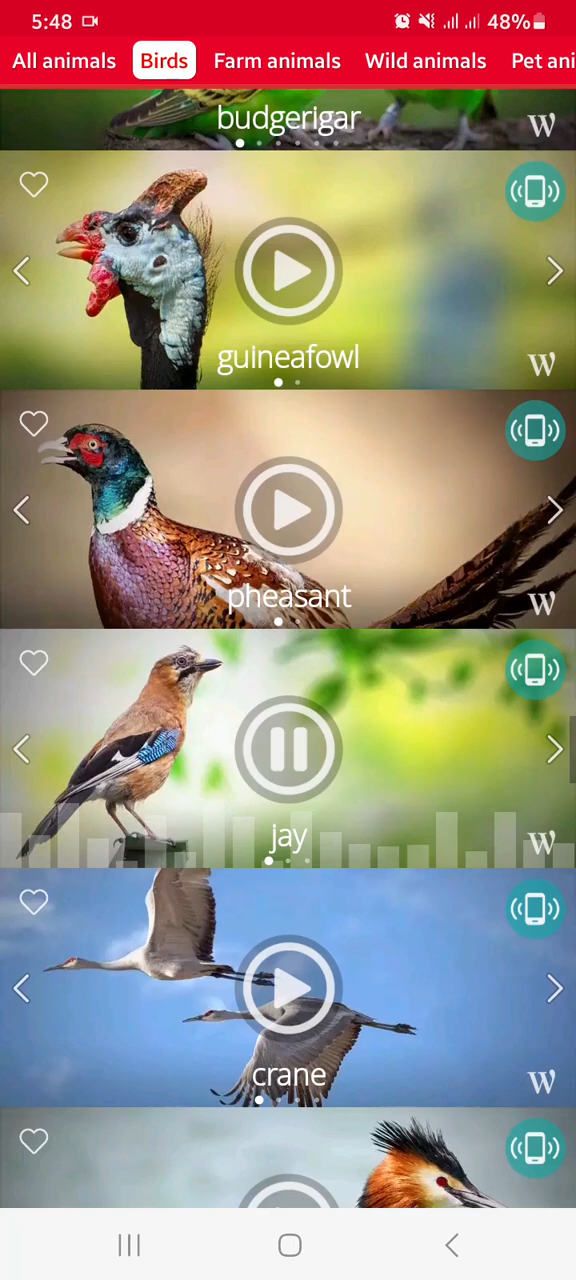 5:48 48%
All animals Birds Farm animals Wild animals Pet ani
budgerigar
W
guineafowl
W
pheasant
W
jay
W
crane
W